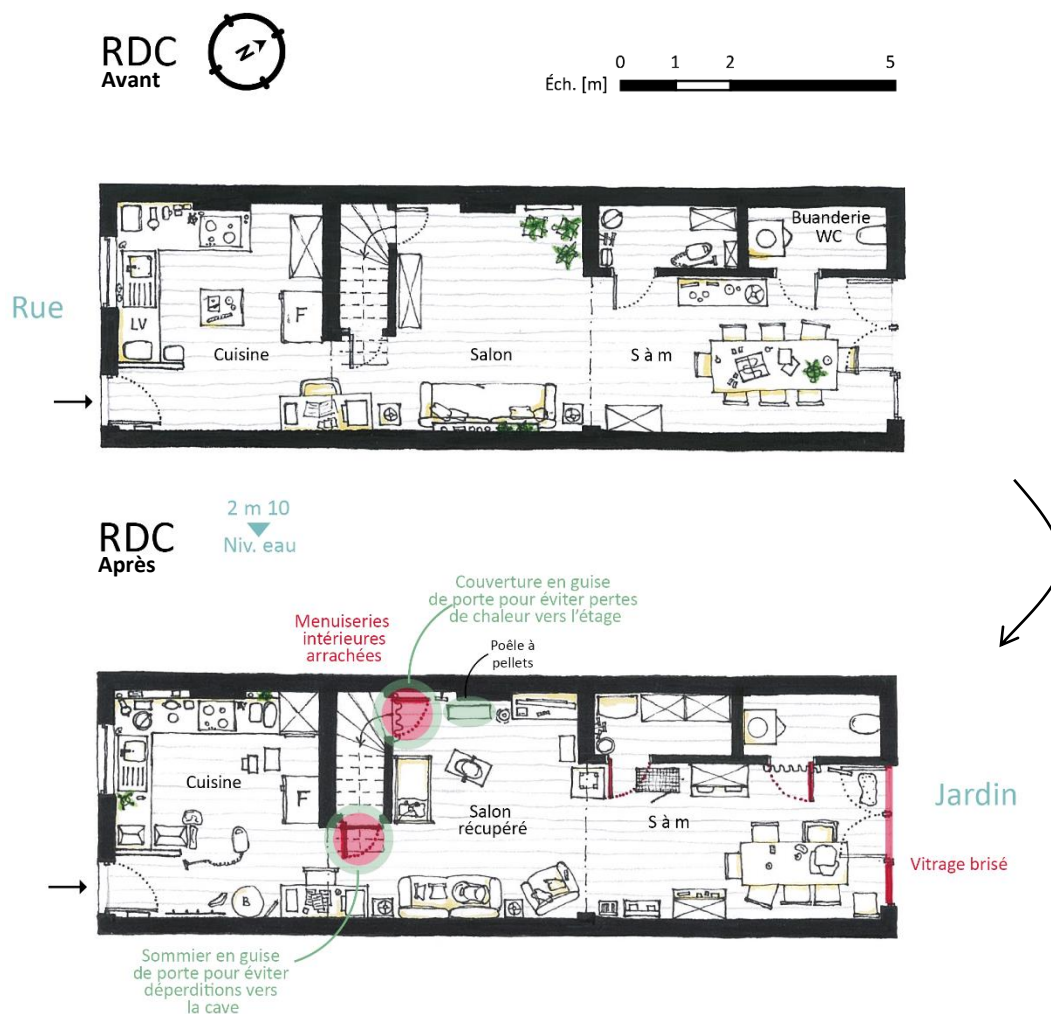 RDC
Avant
N
0 1 2 5
Éch. [m]
Rue
Buanderie
WC
LV
F
Cuisine
Salon
S à m
2 m 10
Niv. eau
RDC
Après
Couverture en guise
de porte pour éviter pertes
de chaleur vers l'étage
Menuiseries
intérieures
arrachées
Poêle à
pellets
Cuisine
F
Salon
récupéré
S à m
Jardin
Vitrage brisé
B
Sommier en guise
de porte pour éviter
déperditions vers
la cave